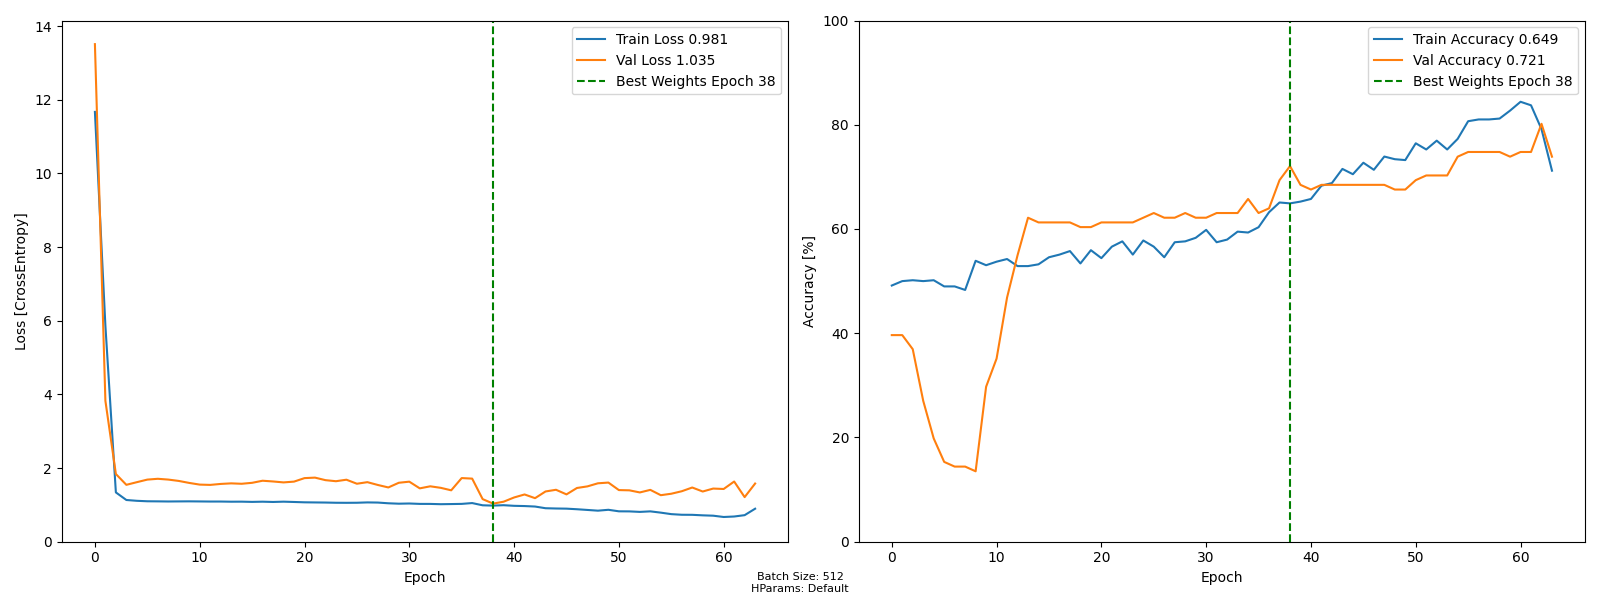 Train Loss 0.981
Val Loss 1.035
Best Weights Epoch 38
14
12
10
8
6
4
2
0
Loss [CrossEntropy]
0 10 20 30 40 50 60
Epoch
Train Accuracy 0.649
Val Accuracy 0.721
Best Weights Epoch 38
100
80
60
40
20
0
Accuracy [%]
0 10 20 30 40 50 60
Epoch
Batch Size: 512
HParams: Default